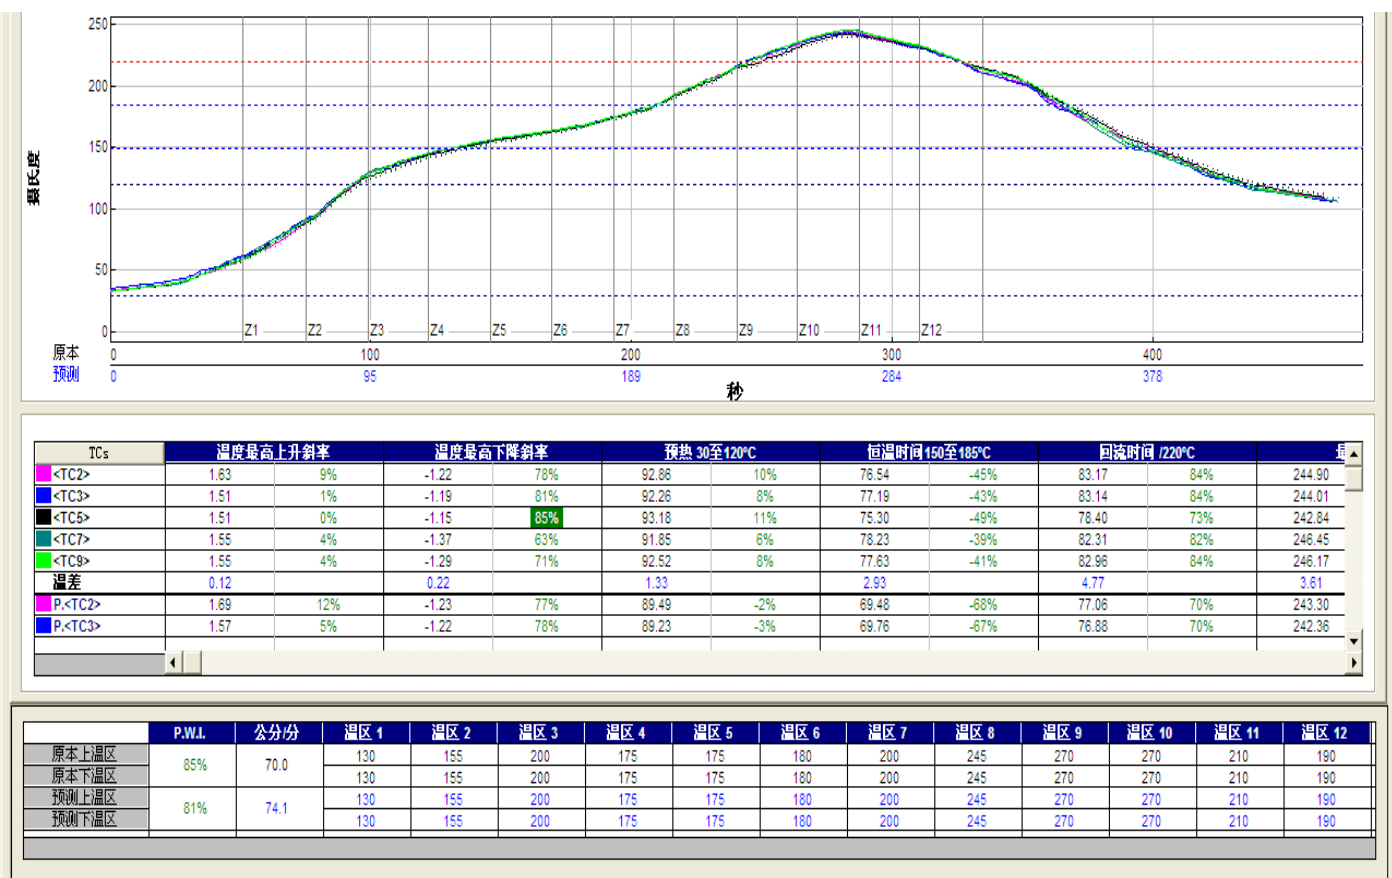 250
200
150
100
50
0
摄氏度
Z1 Z2 Z3 Z4 Z5 Z6 Z7 Z8 Z9 Z10 Z11 Z12
原本 0 100 200 300 400
预测 0 95 189 284 378
秒
TCs 温度最高上升斜率 温度最高下降斜率 预热 30至120°C 恒温时间150至185°C 回流时间 /220°C
<TC2> 1.63 9% -1.22 78% 92.86 10% 76.54 -45% 83.17 84% 244.90
<TC3> 1.51 1% -1.19 81% 92.26 8% 77.19 -43% 83.14 84% 244.01
<TC5> 1.51 0% -1.15 85% 93.18 11% 75.30 -49% 78.40 73% 242.84
<TC7> 1.55 4% -1.37 63% 91.85 6% 78.23 -39% 82.31 82% 246.45
<TC9> 1.55 4% -1.29 71% 92.52 8% 77.63 -41% 82.96 84% 246.17
温差 0.12 0.22 1.33 2.93 4.77 3.61
P.<TC2> 1.69 12% -1.23 77% 89.49 -2% 69.48 -68% 77.06 70% 243.30
P.<TC3> 1.57 5% -1.22 78% 89.23 -3% 69.76 -67% 76.88 70% 242.36
P.W.I. 公分/分 温区 1 温区 2 温区 3 温区 4 温区 5 温区 6 温区 7 温区 8 温区 9 温区 10 温区 11 温区 12
原本上温区 85% 70.0 130 155 200 175 175 180 200 245 270 270 210 190
原本下温区 130 155 200 175 175 180 200 245 270 270 210 190
预测上温区 81% 74.1 130 155 200 175 175 180 200 245 270 270 210 190
预测下温区 130 155 200 175 175 180 200 245 270 270 210 190